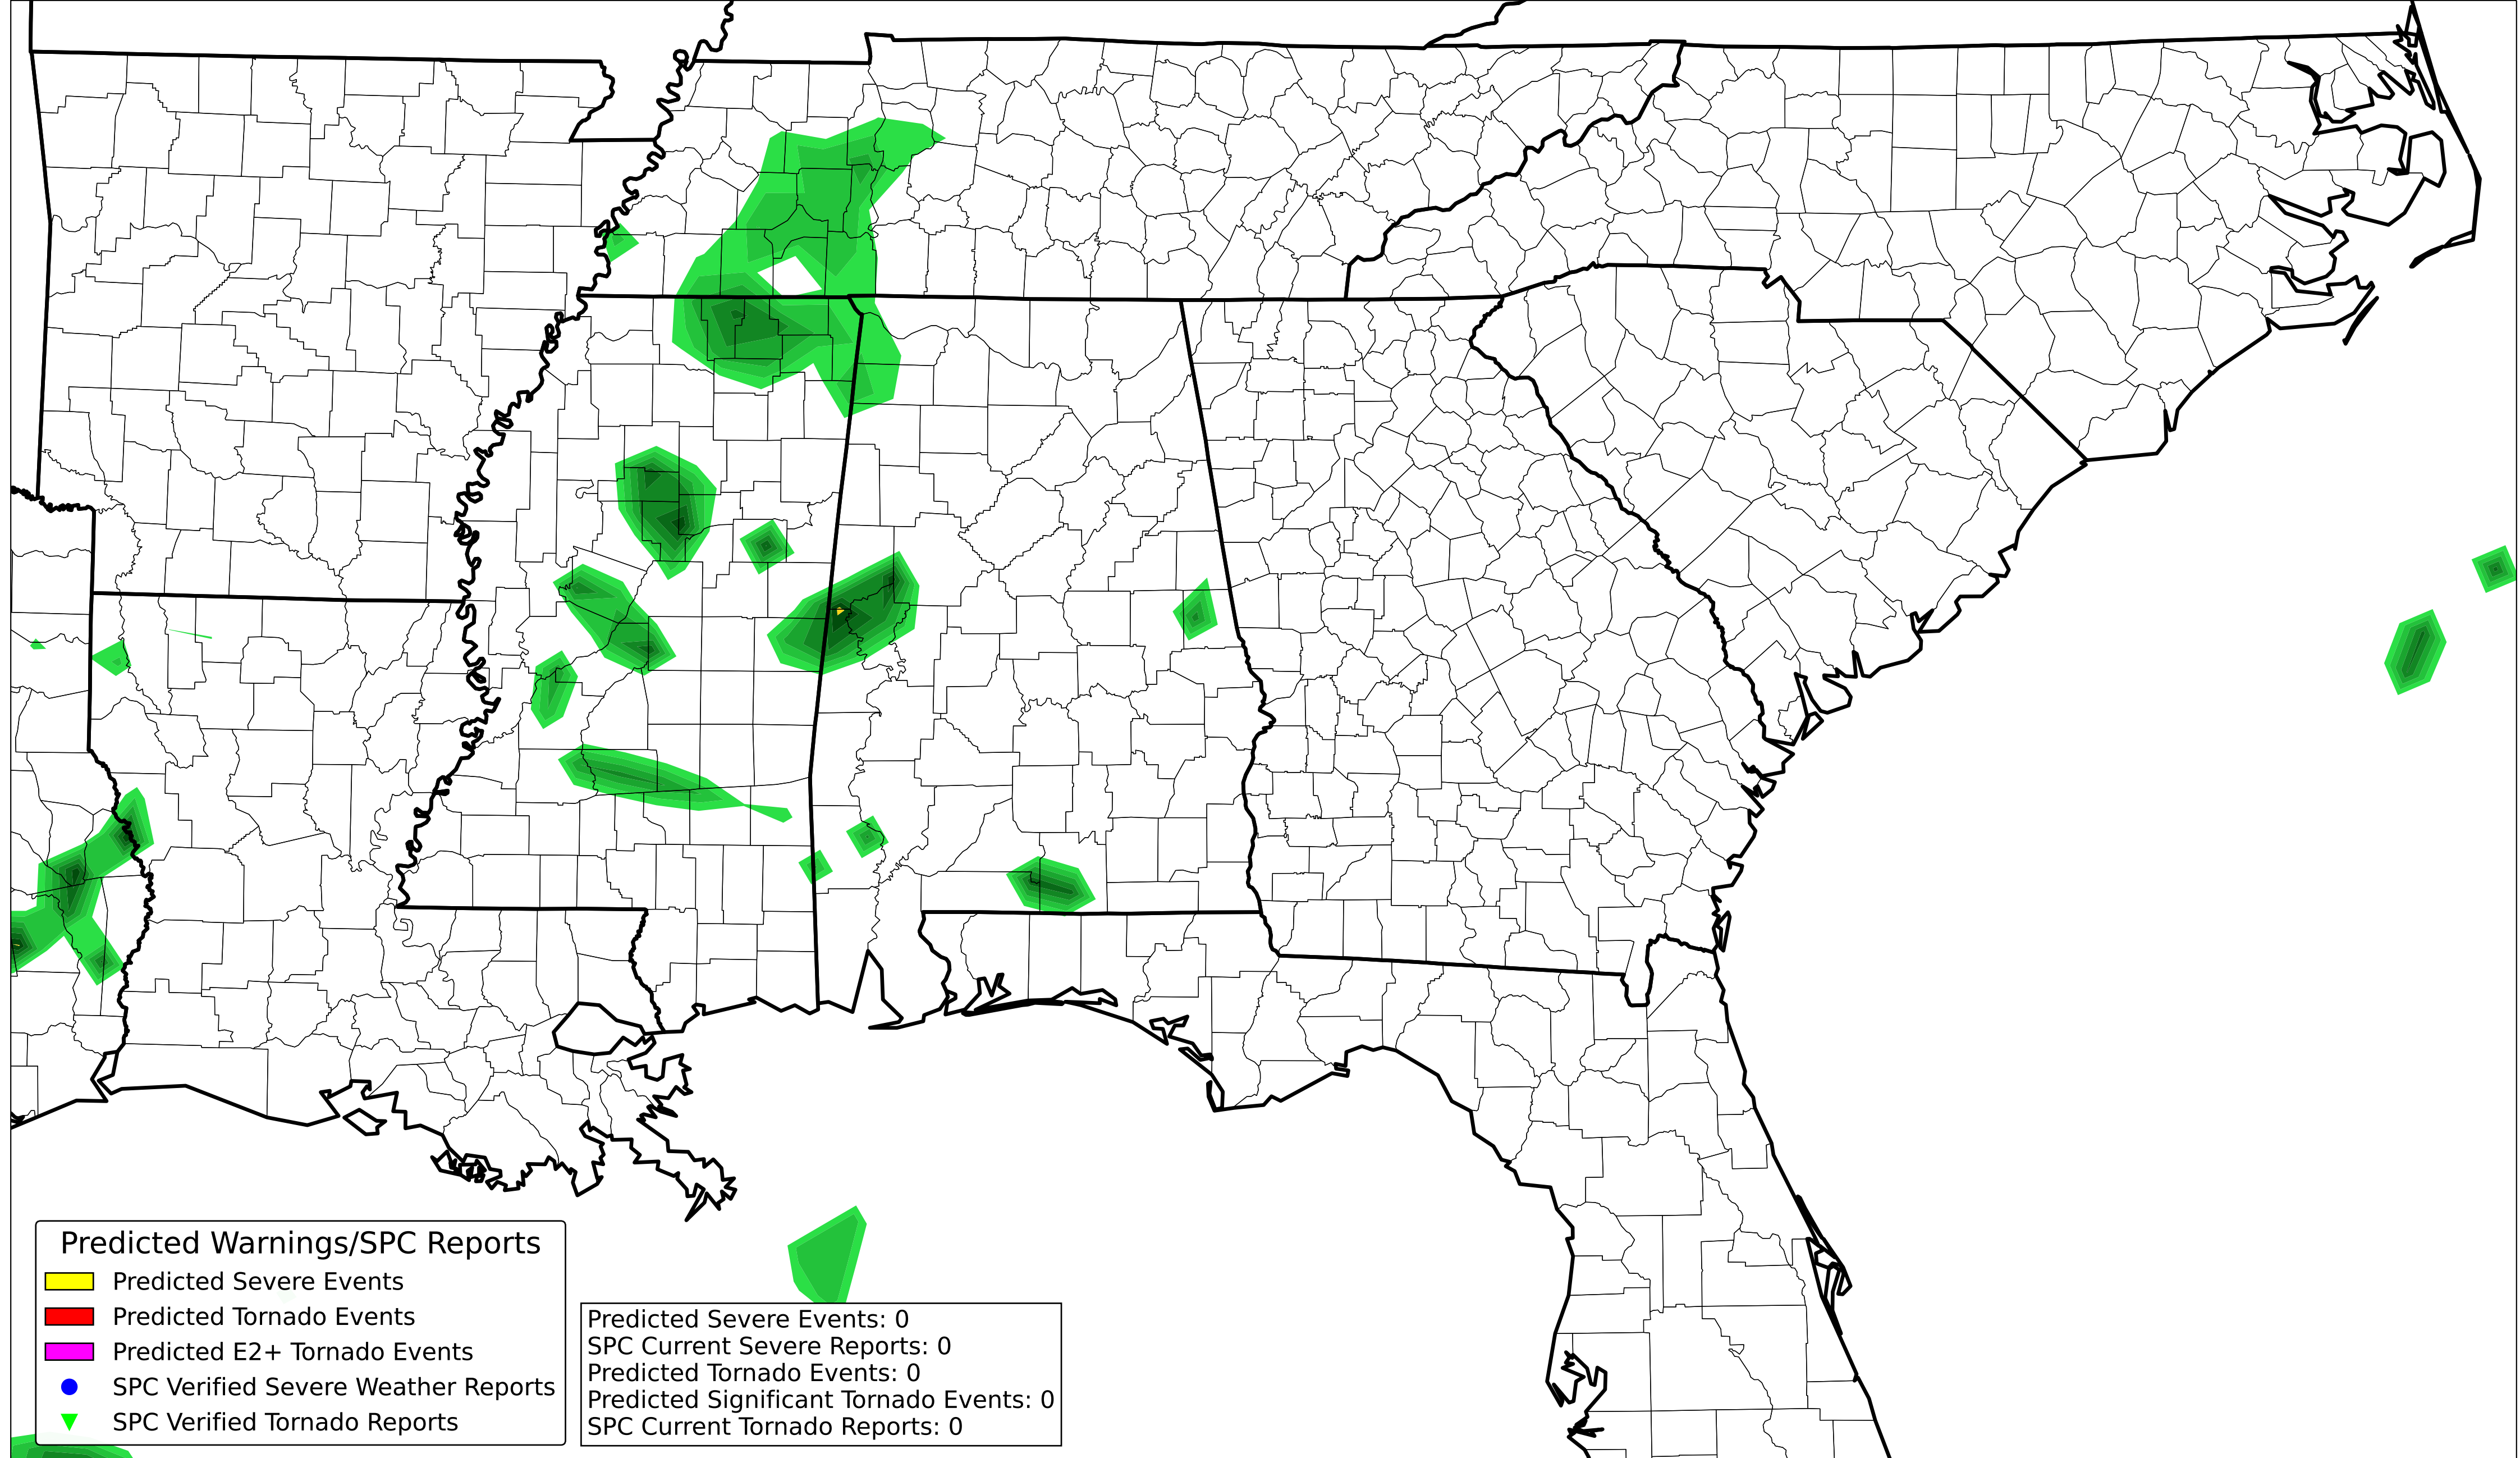 Predicted Warnings/SPC Reports
Predicted Severe Events
Predicted Tornado Events
Predicted E2+ Tornado Events
SPC Verified Severe Weather Reports
SPC Verified Tornado Reports
Predicted Severe Events: 0
SPC Current Severe Reports: 0
Predicted Tornado Events: 0
Predicted Significant Tornado Events: 0
SPC Current Tornado Reports: 0